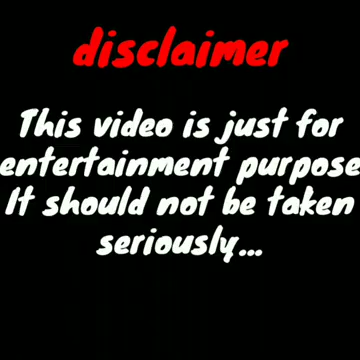 disclaimer
This video is just for
entertainment purpose
It should not be taken
seriously...